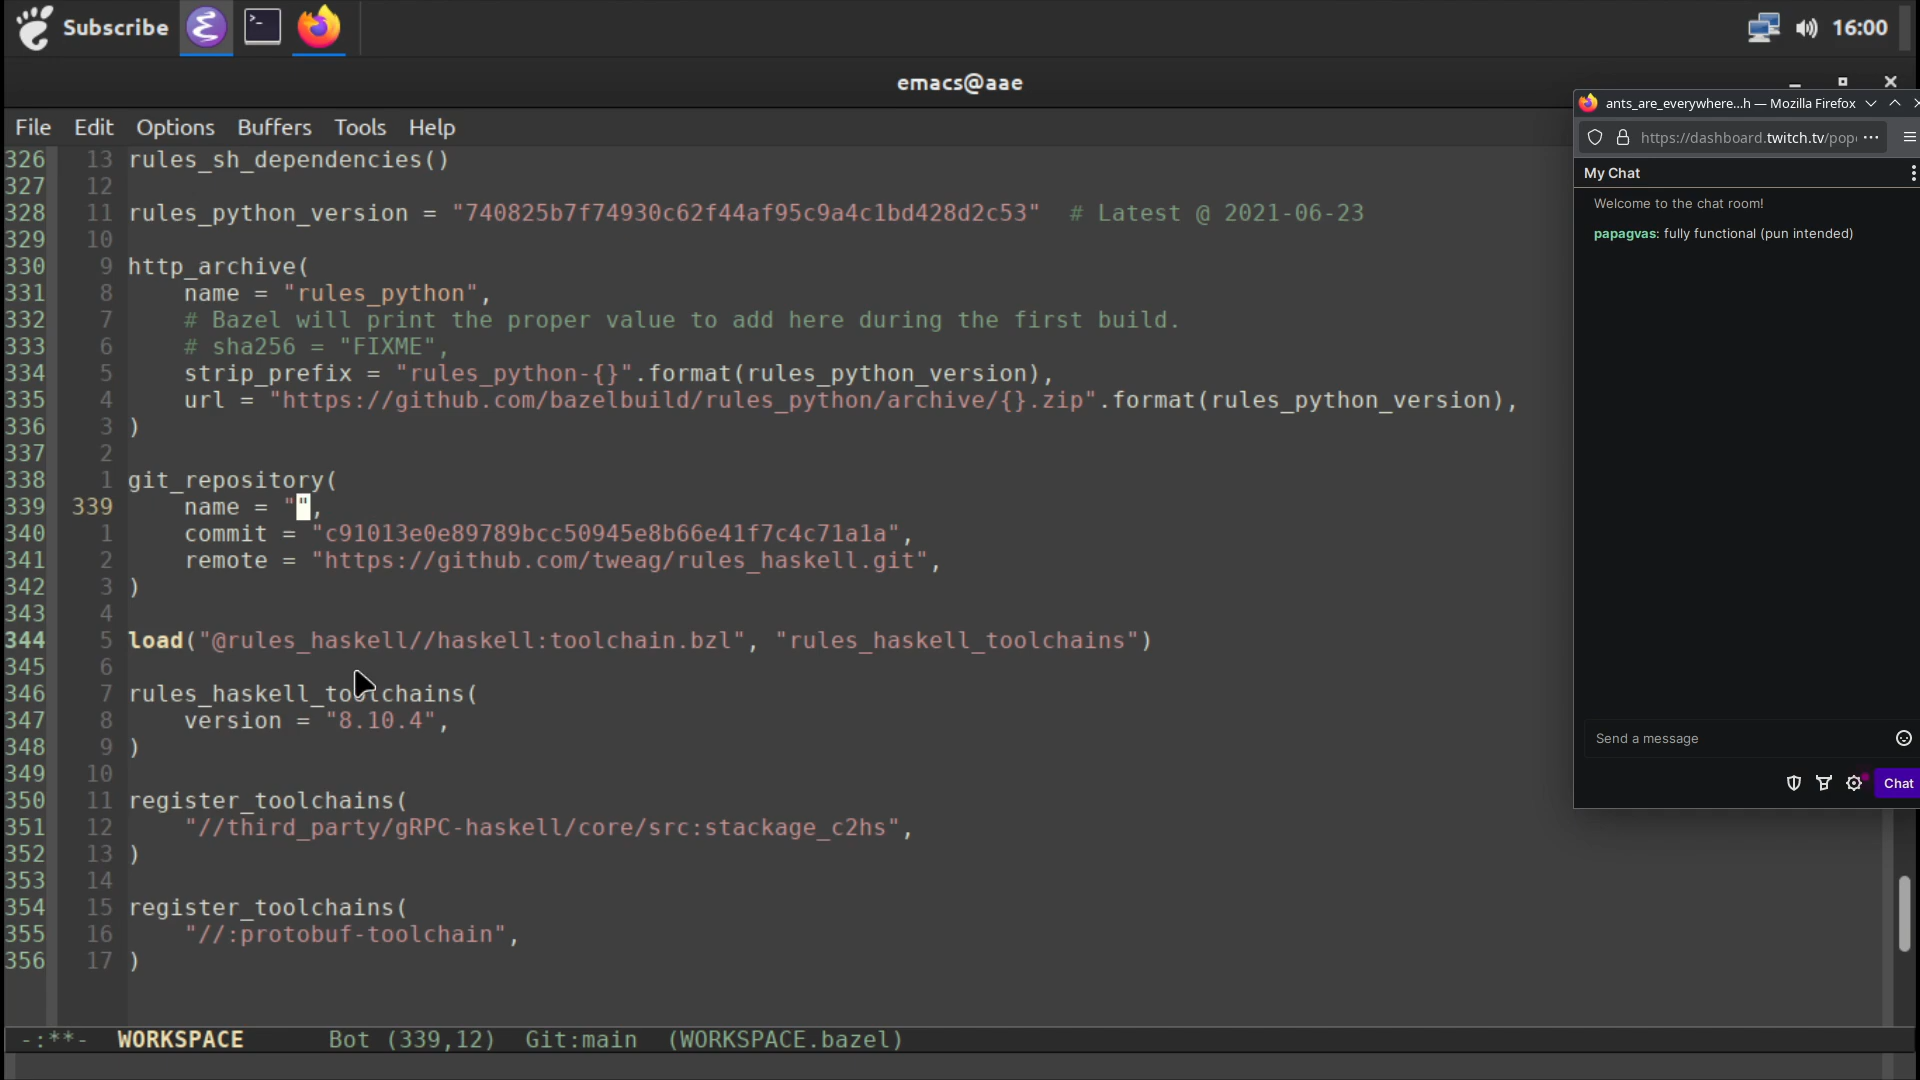 Subscribe
16:00
emacs@aae
File Edit Options Buffers Tools Help
326 13 rules_sh_dependencies()
327 12
328 11 rules_python_version = "740825b7f74930c62f44af95c9a4c1bd428d2c53"  # Latest @ 2021-06-23
329 10
330 9 http_archive(
331 8     name = "rules_python",
332 7     # Bazel will print the proper value to add here during the first build.
333 6     # sha256 = "FIXME",
334 5     strip_prefix = "rules_python-{}".format(rules_python_version),
335 4     url = "https://github.com/bazelbuild/rules_python/archive/{}.zip".format(rules_python_version),
336 3 )
337 2
338 1 git_repository(
339 339     name = "",
340 1     commit = "c91013e0e89789bcc50945e8b66e41f7c4c71a1a",
341 2     remote = "https://github.com/tweag/rules_haskell.git",
342 3 )
343 4
344 5 load("@rules_haskell//haskell:toolchain.bzl", "rules_haskell_toolchains")
345 6
346 7 rules_haskell_toolchains(
347 8     version = "8.10.4",
348 9 )
349 10
350 11 register_toolchains(
351 12     "//third_party/gRPC-haskell/core/src:stackage_c2hs",
352 13 )
353 14
354 15 register_toolchains(
355 16     "//:protobuf-toolchain",
356 17 )
-:**-  WORKSPACE      Bot (339,12)  Git:main  (WORKSPACE.bazel)
ants_are_everywhere...h — Mozilla Firefox
https://dashboard.twitch.tv/pop
My Chat
Welcome to the chat room!
papagvas: fully functional (pun intended)
Send a message
Chat